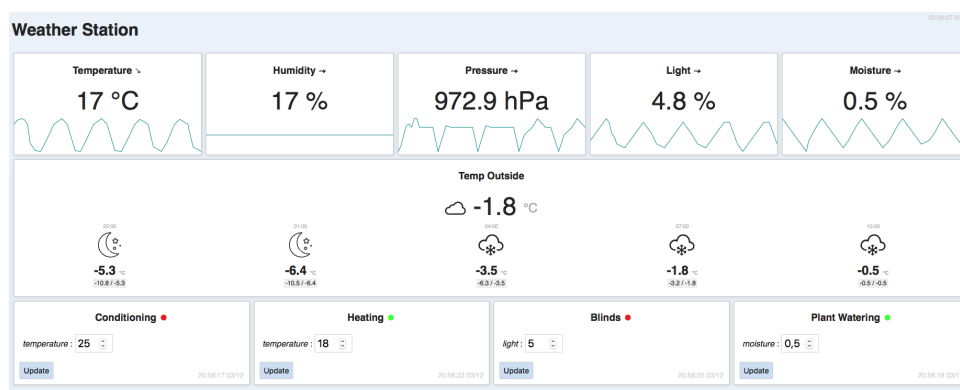 20:59:27 03
Weather Station
Temperature ↘
Humidity →
Pressure →
Light →
Moisture →
17 °C
17 %
972.9 hPa
4.8 %
0.5 %
Temp Outside
-1.8 °C
22:00
01:00
04:00
07:00
10:00
-5.3 °C
-6.4 °C
-3.5 °C
-1.8 °C
-0.5 °C
-10.8 / -5.3
-10.5 / -6.4
-6.3 / -3.5
-3.2 / -1.8
-0.5 / -0.5
Conditioning
Heating
Blinds
Plant Watering
temperature : 25
temperature : 18
light : 5
moisture : 0,5
Update
20:58:17 03/12
Update
20:58:23 03/12
Update
20:58:25 03/12
Update
20:58:19 03/1